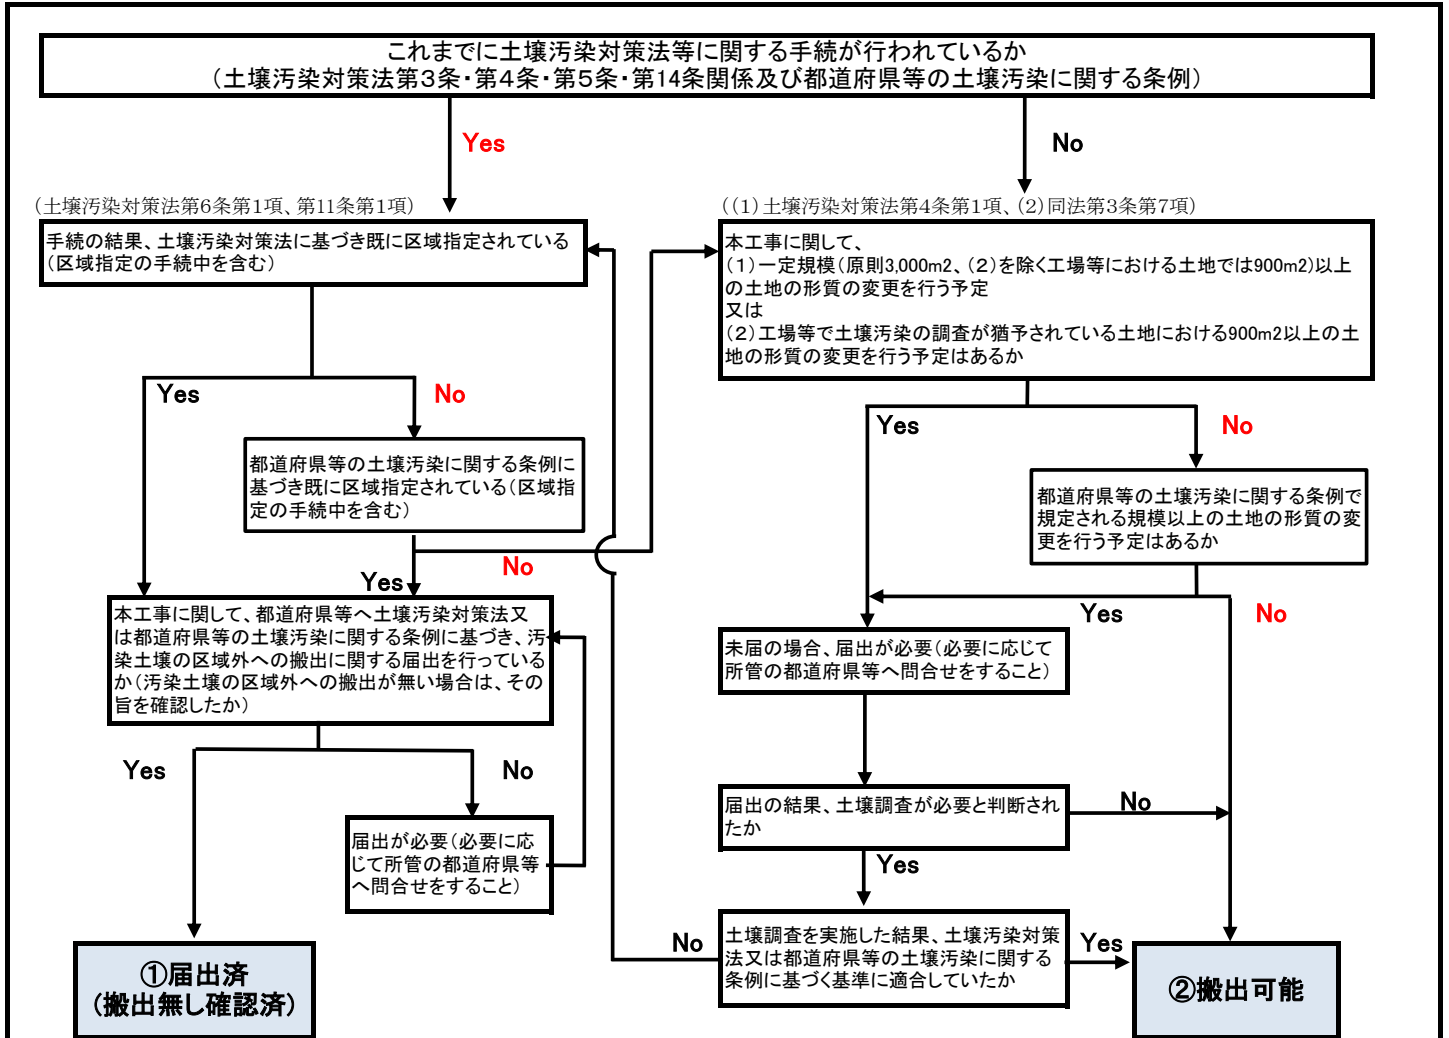 これまでに土壌汚染対策法等に関する手続が行われているか
(土壌汚染対策法第3条・第4条・第5条・第14条関係及び都道府県等の土壌汚染に関する条例)
Yes
No
(土壌汚染対策法第6条第1項、第11条第1項)
手続の結果、土壌汚染対策法に基づき既に区域指定されている
(区域指定の手続中を含む)
((1)土壌汚染対策法第4条第1項、(2)同法第3条第7項)
本工事に関して、
(1)一定規模(原則3,000m2、(2)を除く工場等における土地では900m2)以上
の土地の形質の変更を行う予定
又は
(2)工場等で土壌汚染の調査が猶予されている土地における900m2以上の土
地の形質の変更を行う予定はあるか
Yes
No
都道府県等の土壌汚染に関する条例に
基づき既に区域指定されている(区域指
定の手続中を含む)
Yes
No
都道府県等の土壌汚染に関する条例で
規定される規模以上の土地の形質の変
更を行う予定はあるか
Yes
No
本工事に関して、都道府県等へ土壌汚染対策法又
は都道府県等の土壌汚染に関する条例に基づき、汚
染土壌の区域外への搬出に関する届出を行っている
か(汚染土壌の区域外への搬出が無い場合は、その
旨を確認したか)
Yes
No
未届の場合、届出が必要(必要に応じて
所管の都道府県等へ問合せをすること)
Yes
No
届出が必要(必要に応
じて所管の都道府県等
へ問合せをすること)
届出の結果、土壌調査が必要と判断され
たか
No
Yes
土壌調査を実施した結果、土壌汚染対策
法又は都道府県等の土壌汚染に関する
条例に基づく基準に適合していたか
No
Yes
①届出済
(搬出無し確認済)
②搬出可能